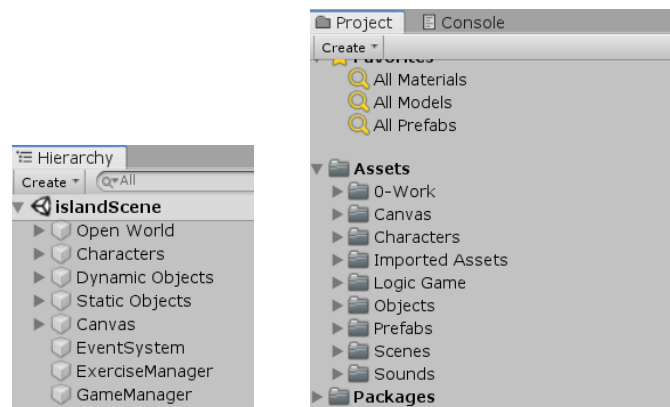 Hierarchy
Create
All
islandScene
Open World
Characters
Dynamic Objects
Static Objects
Canvas
EventSystem
ExerciseManager
GameManager
Project Console
Create
Favorites
All Materials
All Models
All Prefabs
Assets
0-Work
Canvas
Characters
Imported Assets
Logic Game
Objects
Prefabs
Scenes
Sounds
Packages